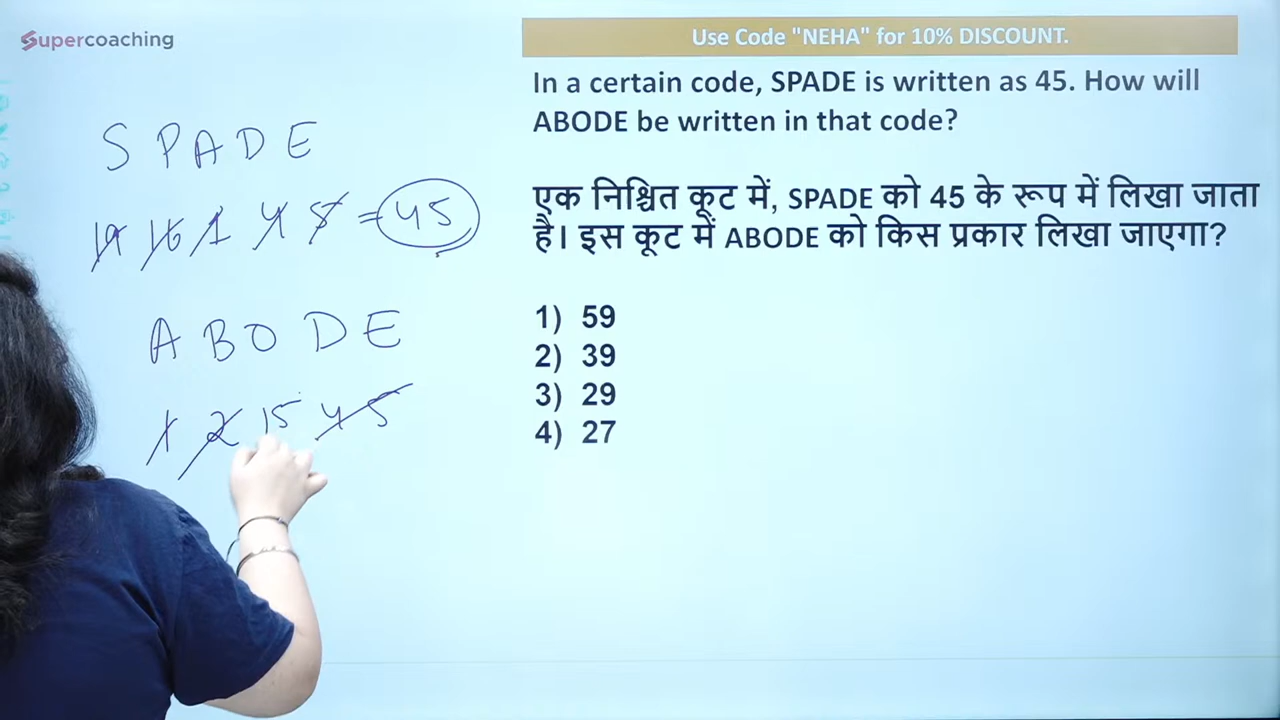 Supercoaching
Use Code "NEHA" for 10% DISCOUNT.
In a certain code, SPADE is written as 45. How will
ABODE be written in that code?
एक निश्चित कूट में, SPADE को 45 के रूप में लिखा जाता
है। इस कूट में ABODE को किस प्रकार लिखा जाएगा?
1) 59
2) 39
3) 29
4) 27
S P A D E
19 16 1 4 5 = 45
A B O D E
1 2 15 4 5